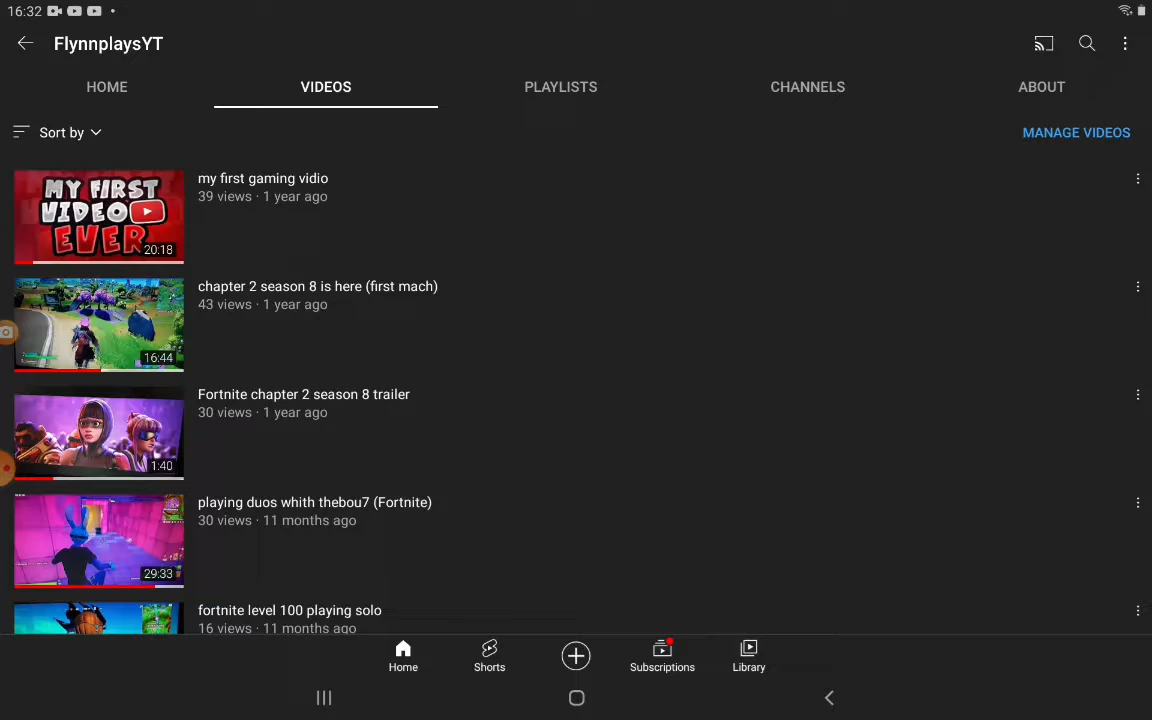 16:32
FlynnplaysYT
HOME VIDEOS PLAYLISTS CHANNELS ABOUT
Sort by MANAGE VIDEOS
MY FIRST
VIDEO
EVER
20:18
my first gaming vidio
39 views · 1 year ago
16:44
chapter 2 season 8 is here (first mach)
43 views · 1 year ago
1:40
Fortnite chapter 2 season 8 trailer
30 views · 1 year ago
29:33
playing duos whith thebou7 (Fortnite)
30 views · 11 months ago
fortnite level 100 playing solo
16 views · 11 months ago
Home Shorts Subscriptions Library